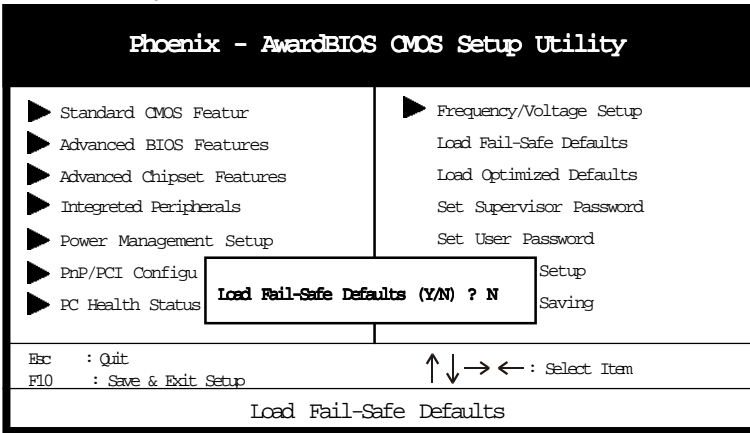 Phoenix - AwardBIOS CMOS Setup Utility
Standard CMOS Featur
Advanced BIOS Features
Advanced Chipset Features
Integreted Peripherals
Power Management Setup
PnP/PCI Configu
PC Health Status
Frequency/Voltage Setup
Load Fail-Safe Defaults
Load Optimized Defaults
Set Supervisor Password
Set User Password
Setup
Saving
Load Fail-Safe Defaults (Y/N) ? N
Esc : Quit
F10 : Save & Exit Setup
↑↓→← : Select Item
Load Fail-Safe Defaults